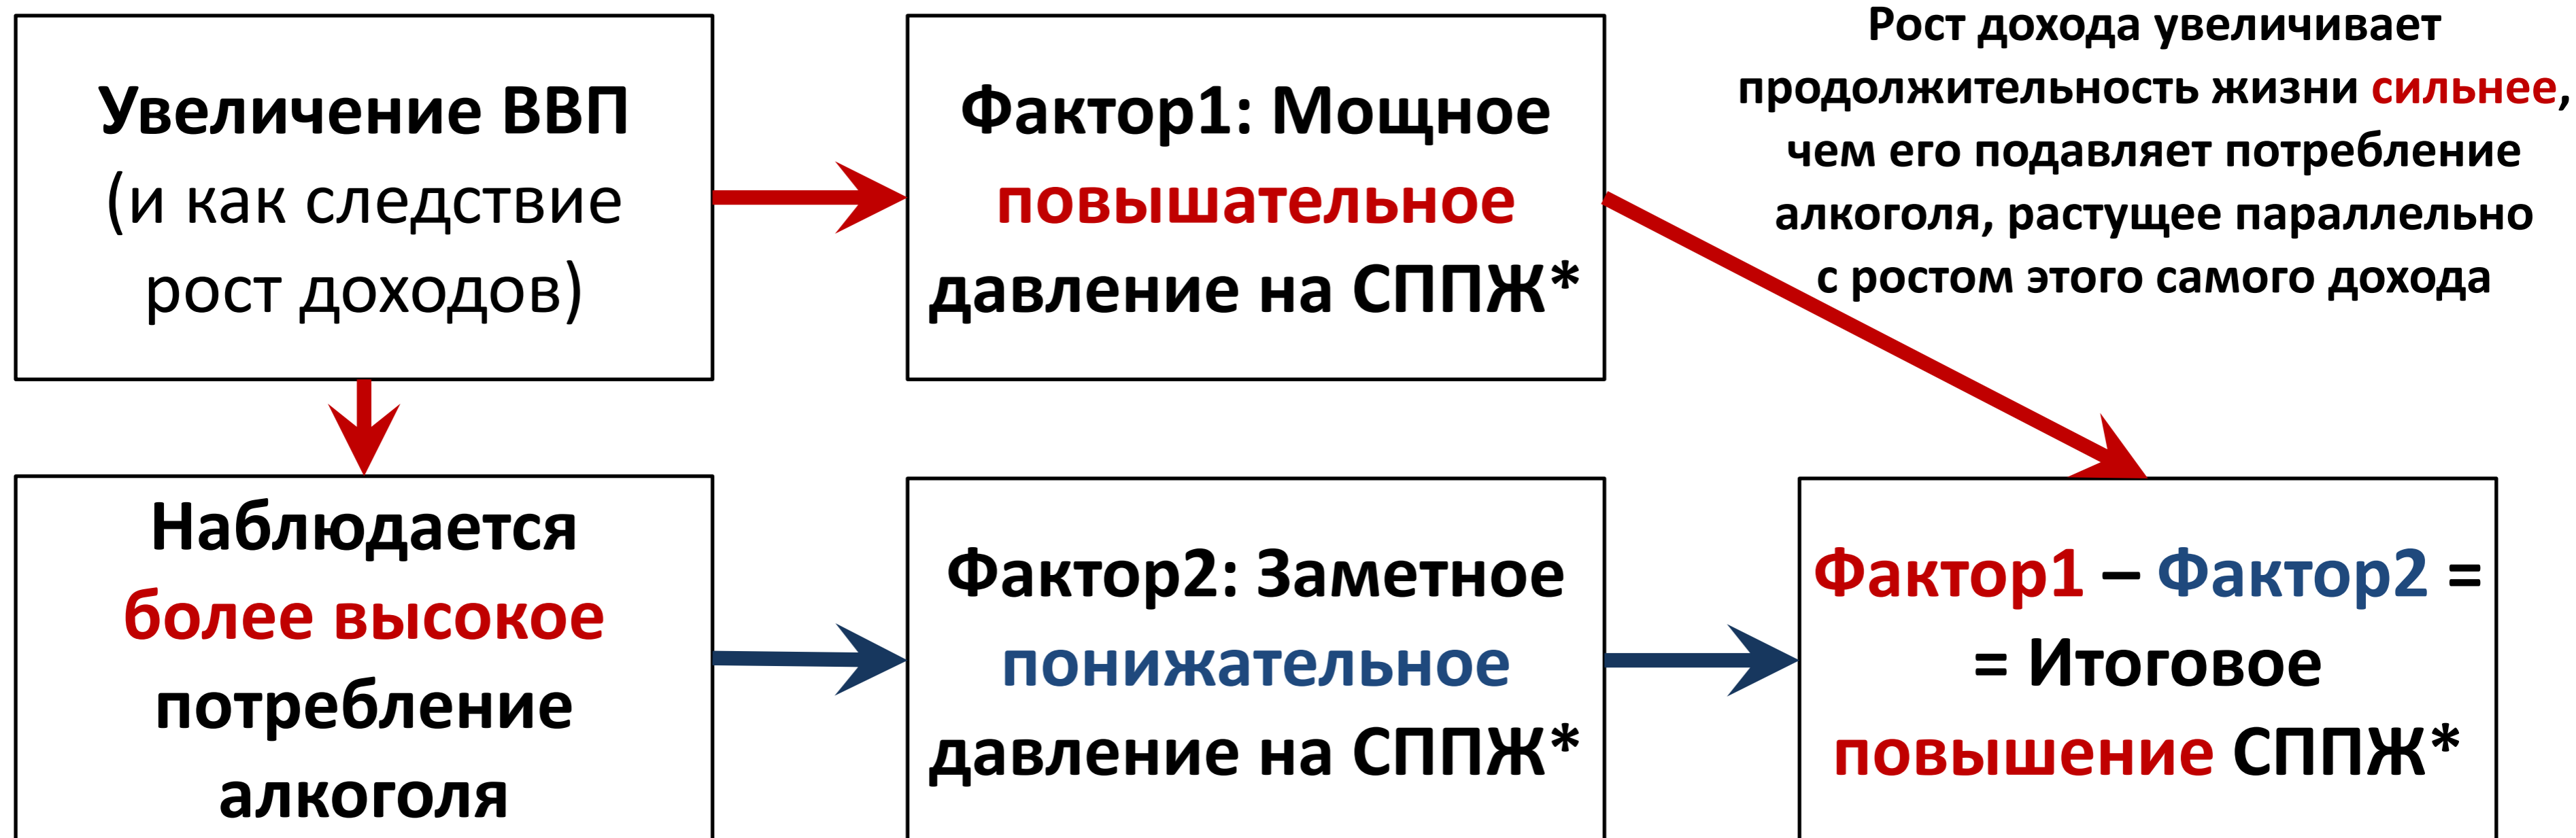 Увеличение ВВП
(и как следствие
рост доходов)
Фактор1: Мощное
повышательное
давление на СППЖ*
Рост дохода увеличивает
продолжительность жизни сильнее,
чем его подавляет потребление
алкоголя, растущее параллельно
с ростом этого самого дохода
Наблюдается
более высокое
потребление
алкоголя
Фактор2: Заметное
понижательное
давление на СППЖ*
Фактор1 – Фактор2 =
= Итоговое
повышение СППЖ*